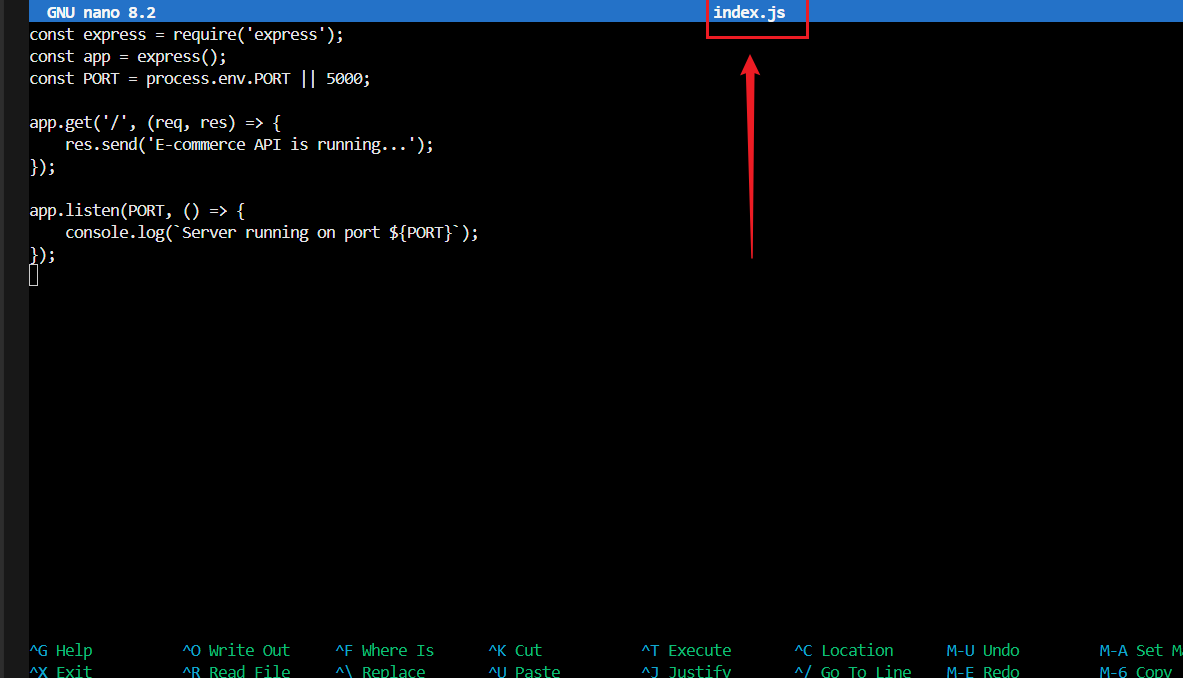 GNU nano 8.2 index.js
const express = require('express');
const app = express();
const PORT = process.env.PORT || 5000;
app.get('/', (req, res) => {
    res.send('E-commerce API is running...');
});
app.listen(PORT, () => {
    console.log(`Server running on port ${PORT}`);
});
^G Help ^O Write Out ^F Where Is ^K Cut ^T Execute ^C Location M-U Undo M-A Set
^X Exit ^R Read File ^\ Replace ^U Paste ^J Justify ^/ Go To Line M-E Redo M-6 Copy